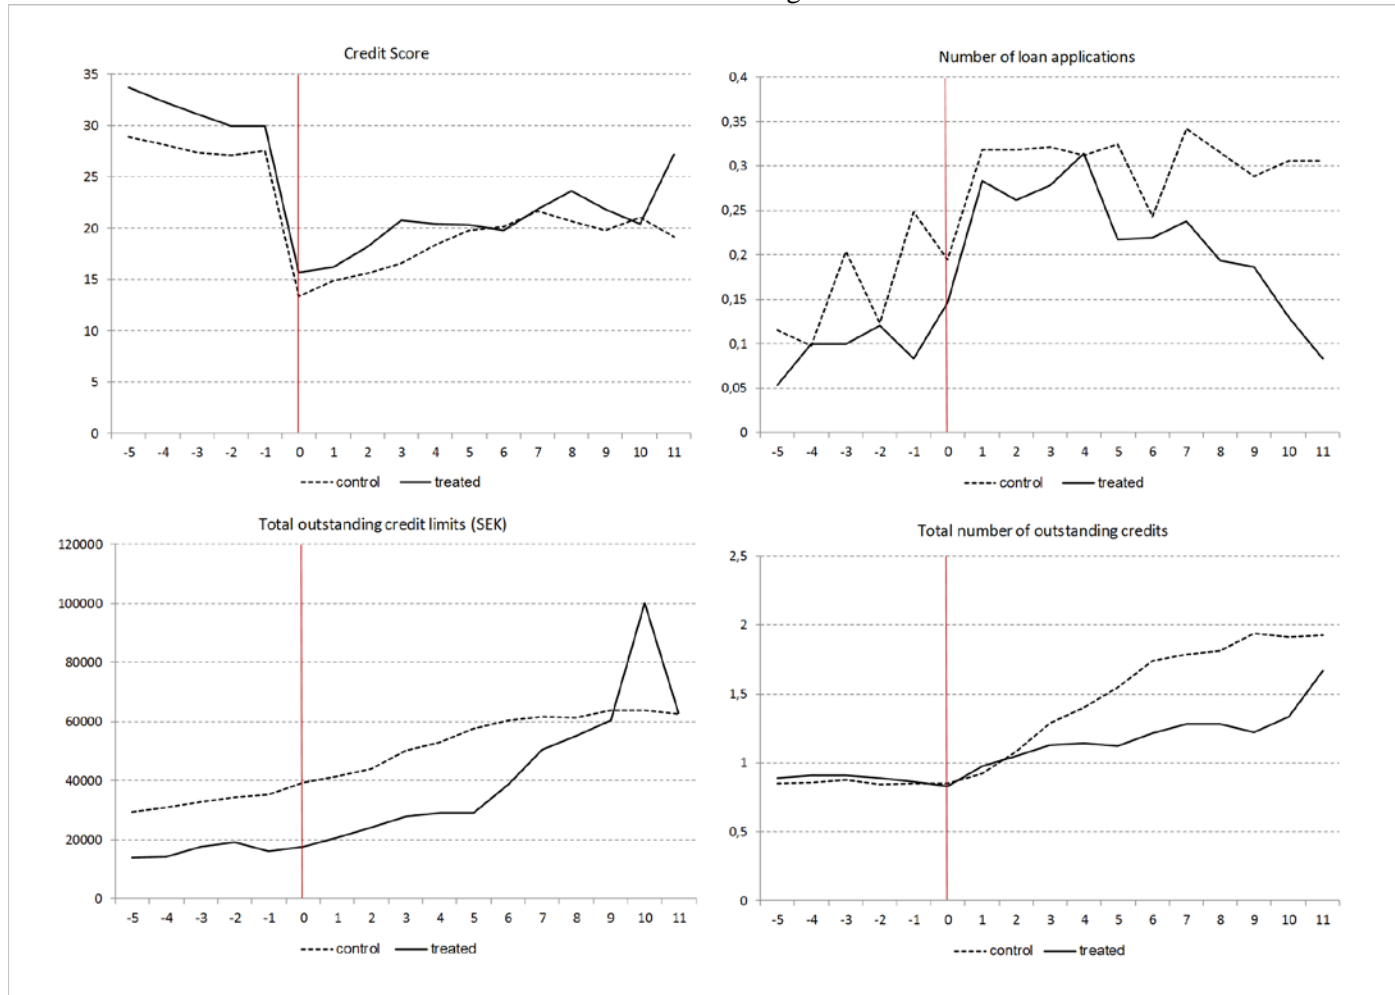 Credit Score
35
30
25
20
15
10
5
0
-5 -4 -3 -2 -1 0 1 2 3 4 5 6 7 8 9 10 11
control treated
Number of loan applications
0,4
0,35
0,3
0,25
0,2
0,15
0,1
0,05
0
-5 -4 -3 -2 -1 0 1 2 3 4 5 6 7 8 9 10 11
control treated
Total outstanding credit limits (SEK)
120000
100000
80000
60000
40000
20000
0
-5 -4 -3 -2 -1 0 1 2 3 4 5 6 7 8 9 10 11
control treated
Total number of outstanding credits
2,5
2
1,5
1
0,5
0
-5 -4 -3 -2 -1 0 1 2 3 4 5 6 7 8 9 10 11
control treated